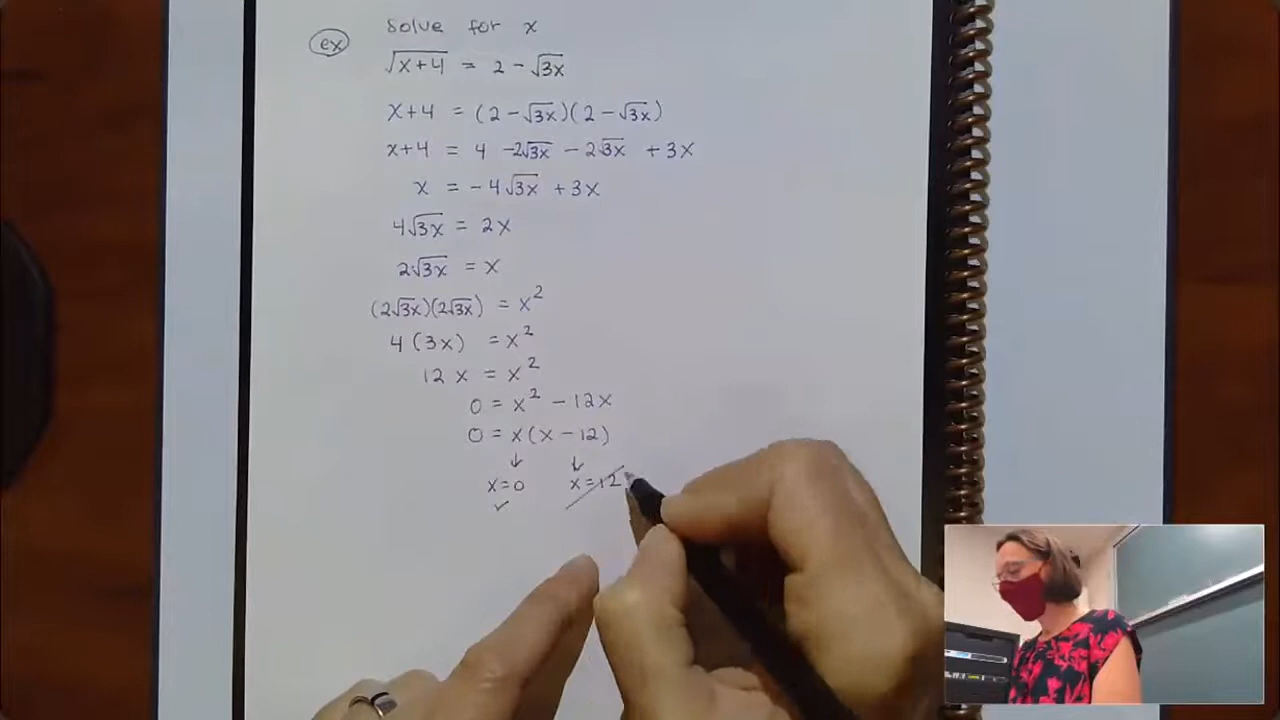 ex Solve for x
√x+4 = 2 - √3x
x+4 = (2 - √3x)(2 - √3x)
x+4 = 4 - 2√3x - 2√3x + 3x
x = - 4√3x + 3x
4√3x = 2x
2√3x = x
(2√3x)(2√3x) = x²
4(3x) = x²
12x = x²
0 = x² - 12x
0 = x(x - 12)
↓ ↓
x=0 x=12
✓